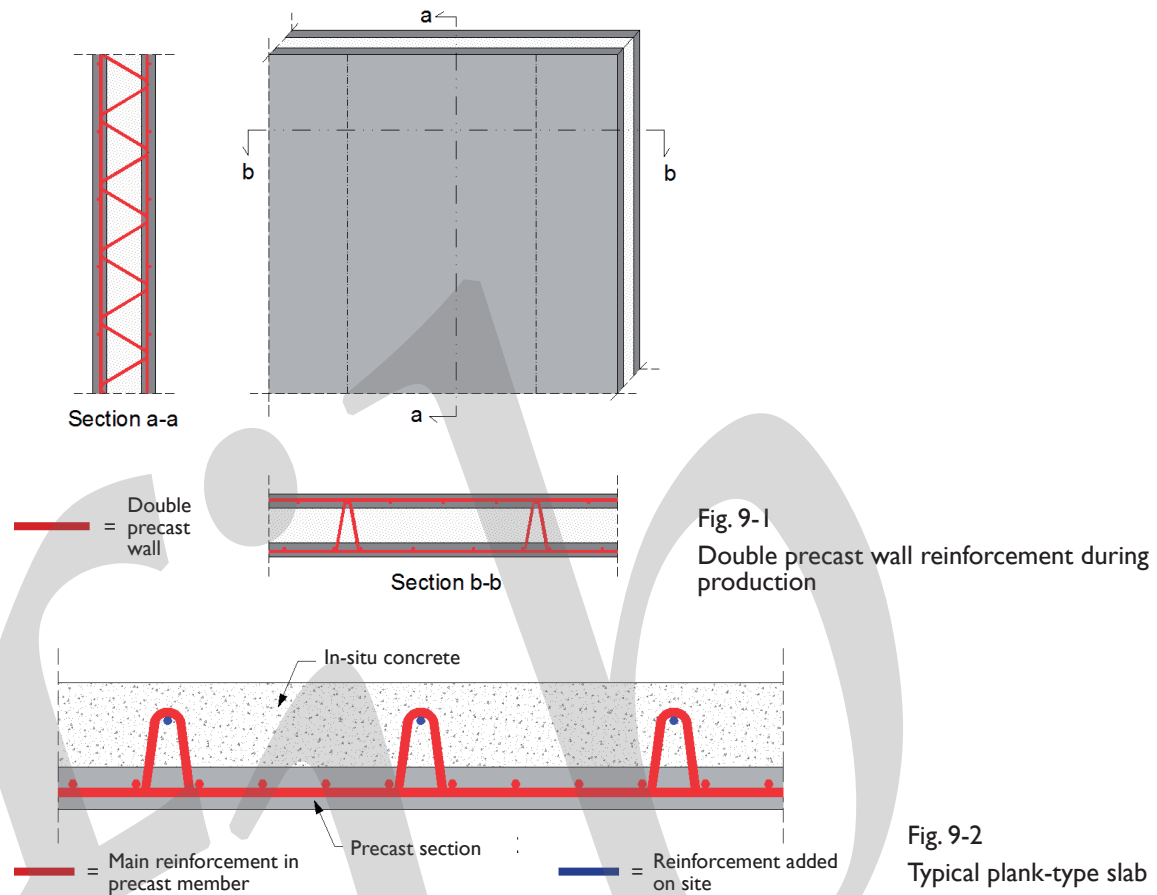 a
b
b
a
Section a-a
= Double
precast
wall
Section b-b
Fig. 9-1
Double precast wall reinforcement during
production
In-situ concrete
Precast section
= Main reinforcement in
precast member
= Reinforcement added
on site
Fig. 9-2
Typical plank-type slab